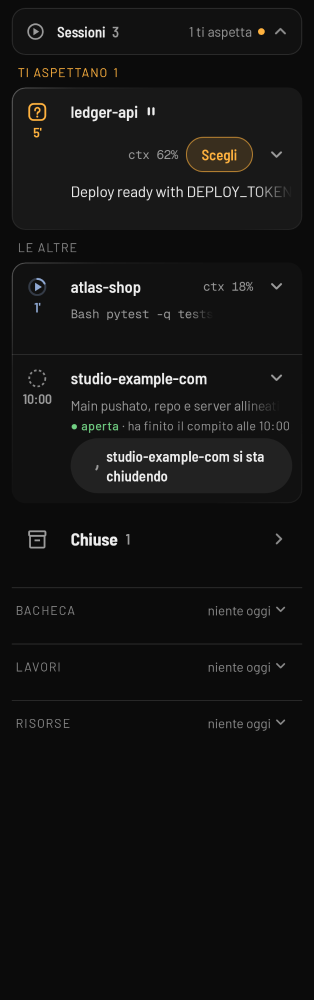 Sessioni 3
1 ti aspetta
TI ASPETTANO 1
ledger-api
5'
ctx 62%
Scegli
Deploy ready with DEPLOY_TOKEN
LE ALTRE
atlas-shop
ctx 18%
1'
Bash pytest -q tests
studio-example-com
10:00
Main pushato, repo e server allineat
● aperta · ha finito il compito alle 10:00
studio-example-com si sta
chiudendo
Chiuse 1
BACHECA
niente oggi
LAVORI
niente oggi
RISORSE
niente oggi